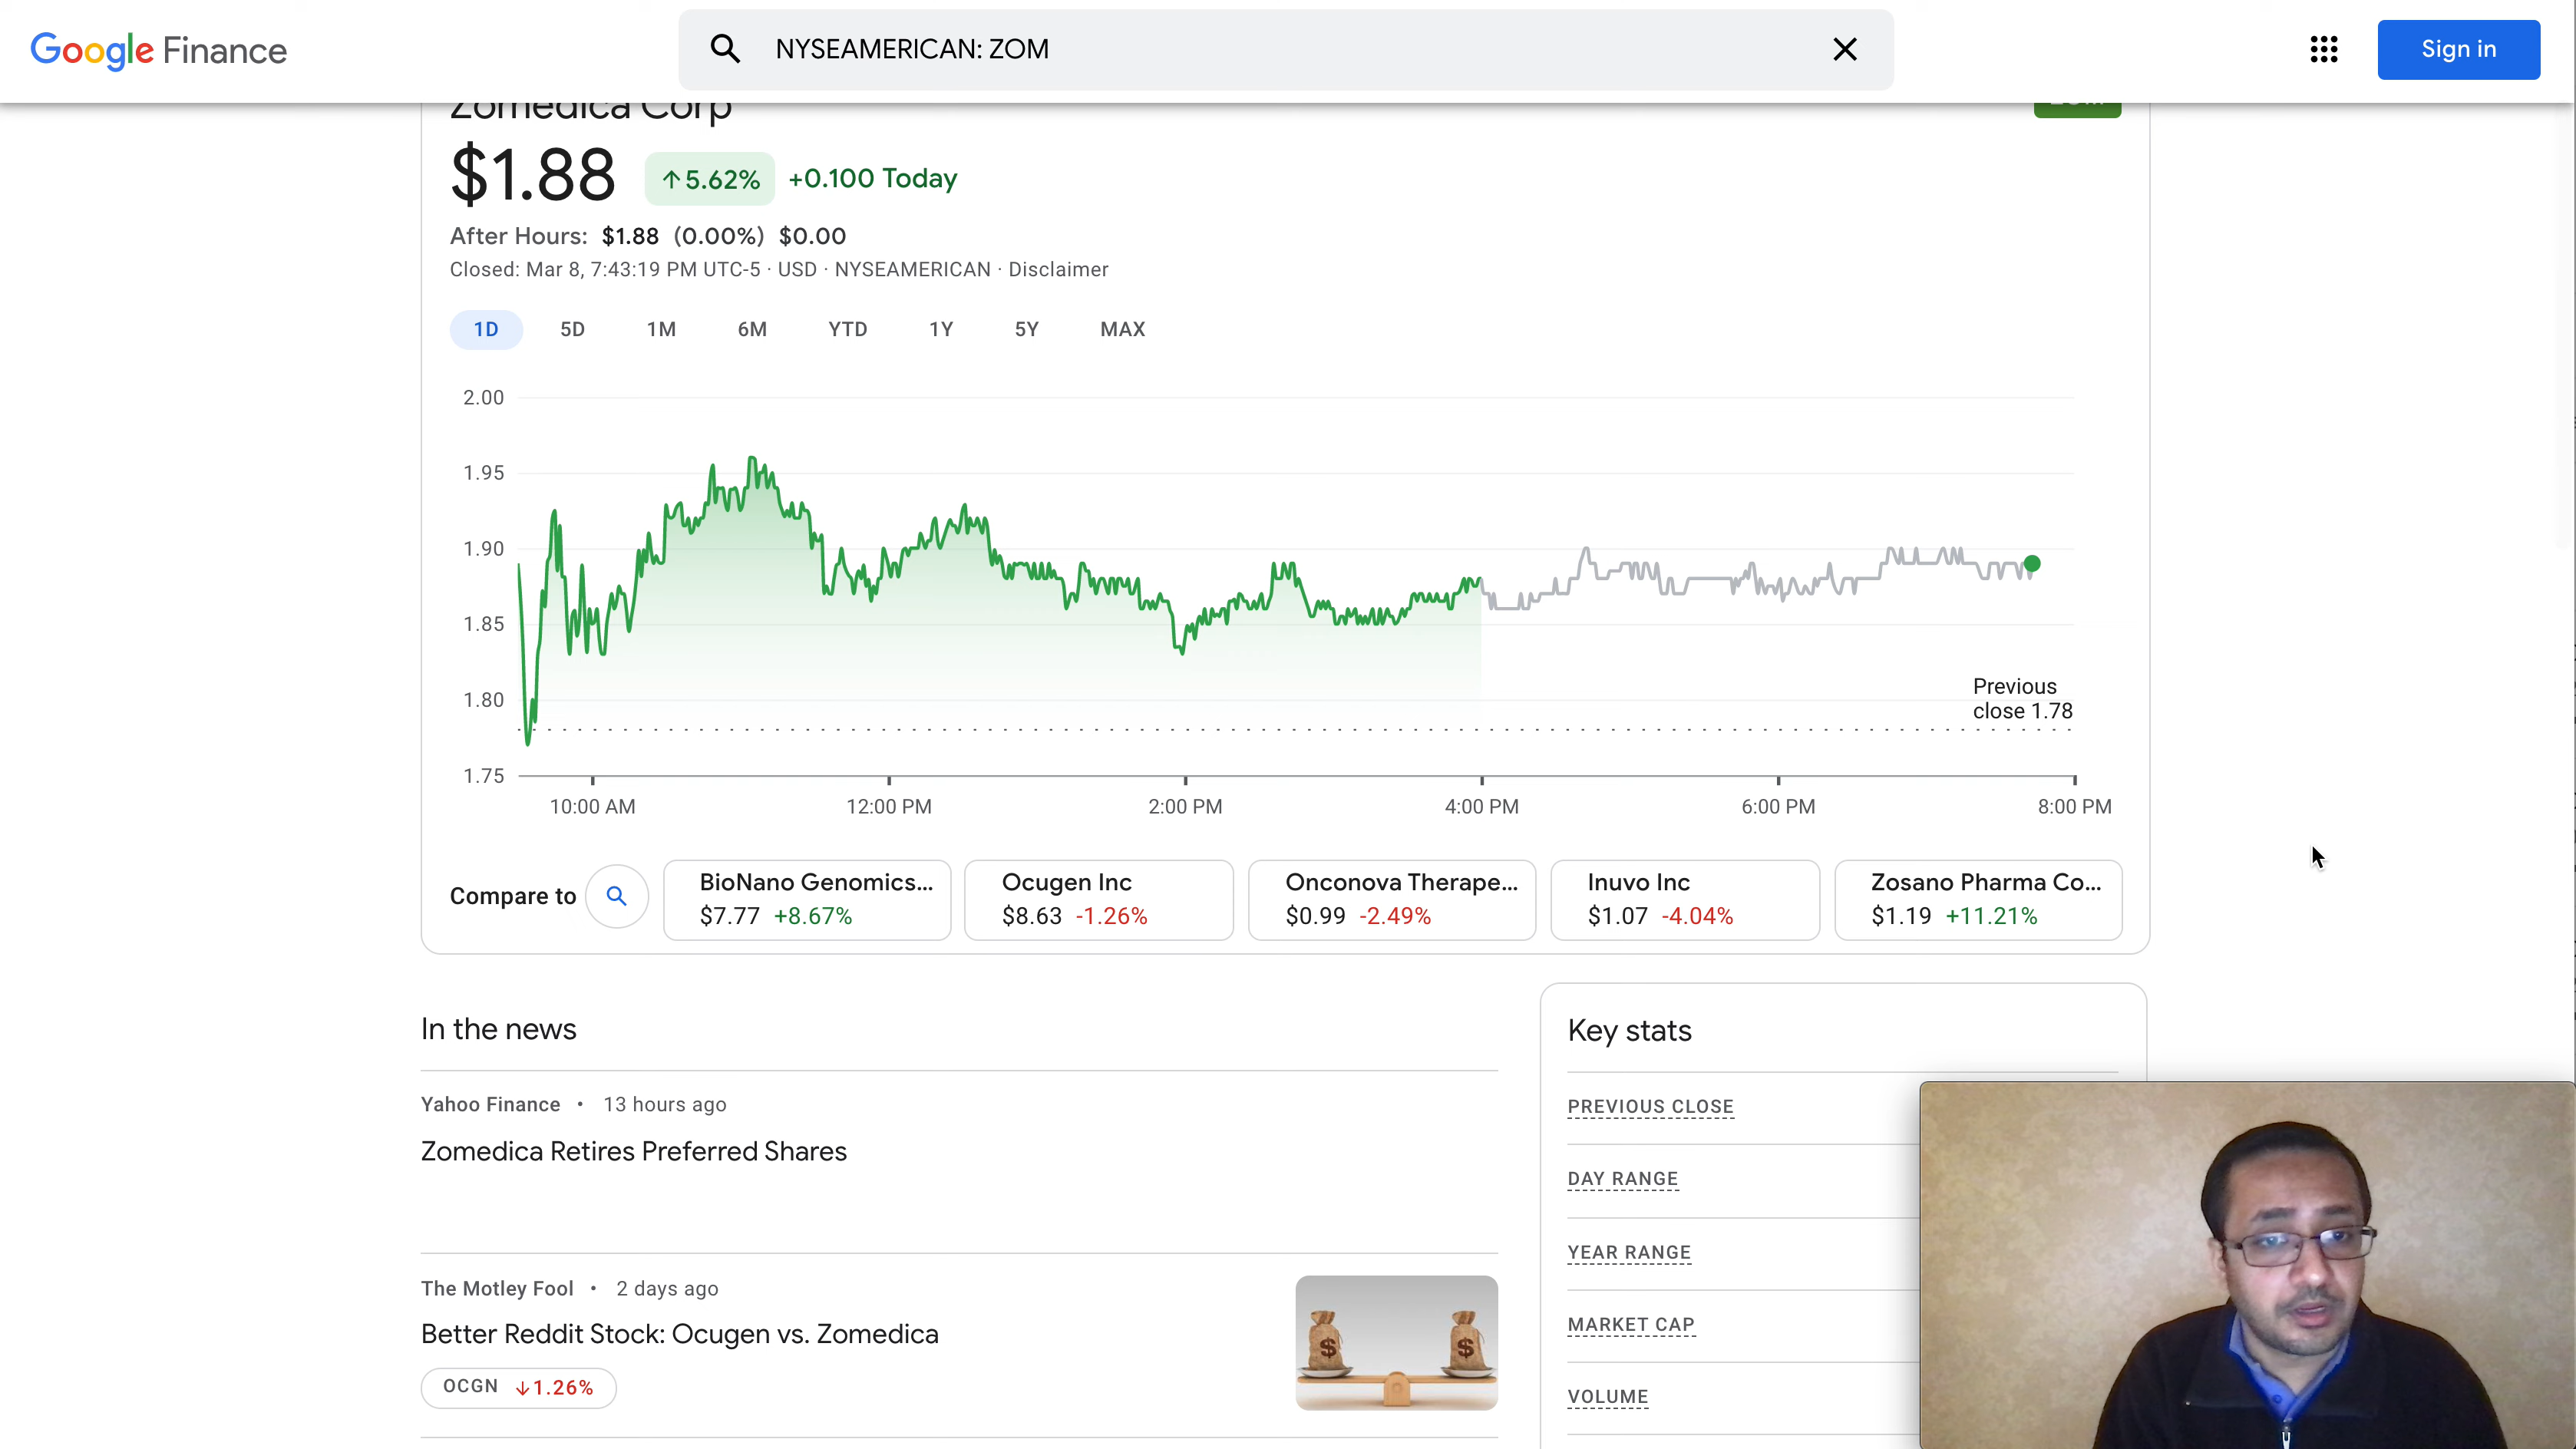 Google Finance
NYSEAMERICAN: ZOM
Sign in
Zomedica Corp
$1.88 ↑5.62% +0.100 Today
After Hours: $1.88 (0.00%) $0.00
Closed: Mar 8, 7:43:19 PM UTC-5 · USD · NYSEAMERICAN · Disclaimer
1D 5D 1M 6M YTD 1Y 5Y MAX
2.00
1.95
1.90
1.85
1.80
1.75
Previous
close 1.78
10:00 AM 12:00 PM 2:00 PM 4:00 PM 6:00 PM 8:00 PM
Compare to
BioNano Genomics...
$7.77 +8.67%
Ocugen Inc
$8.63 -1.26%
Onconova Therape...
$0.99 -2.49%
Inuvo Inc
$1.07 -4.04%
Zosano Pharma Co...
$1.19 +11.21%
In the news
Yahoo Finance • 13 hours ago
Zomedica Retires Preferred Shares
The Motley Fool • 2 days ago
Better Reddit Stock: Ocugen vs. Zomedica
OCGN ↓1.26%
$ $
Key stats
PREVIOUS CLOSE
DAY RANGE
YEAR RANGE
MARKET CAP
VOLUME